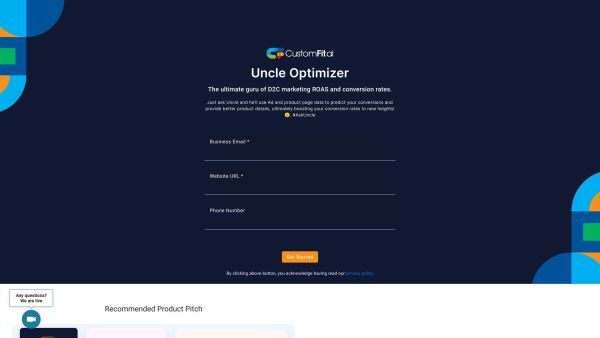 CustomFit.ai
Uncle Optimizer
The ultimate guru of D2C marketing ROAS and conversion rates.
Just ask Uncle and he'll use Ad and product page data to predict your conversions and
provide better product details, ultimately boosting your conversion rates to new heights!
#AskUncle
Business Email *
Website URL *
Phone Number
Get Started
By clicking above button, you acknowledge having read our privacy policy
Any questions?
We are live
Recommended Product Pitch